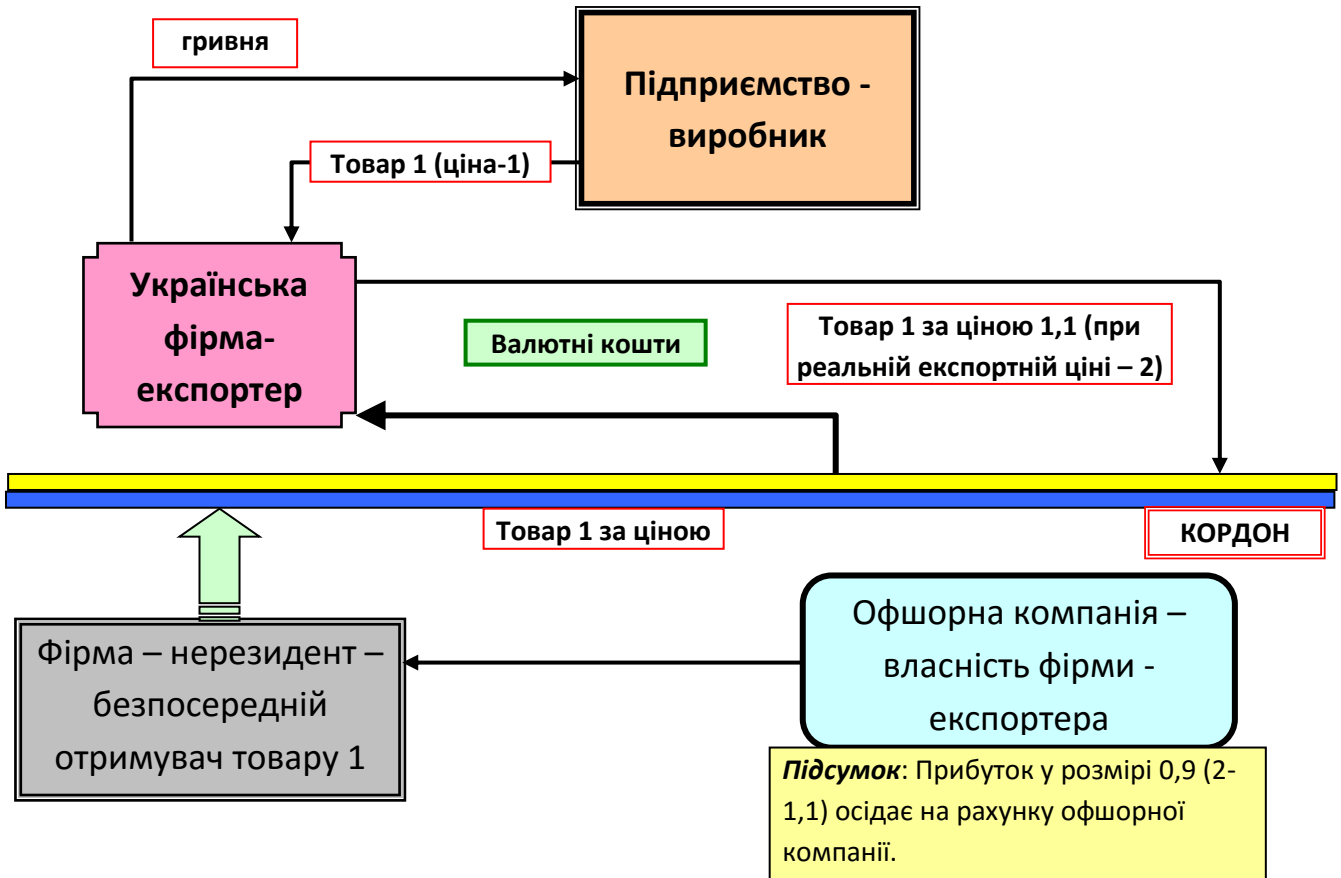 гривня
Підприємство -
виробник
Товар 1 (ціна-1)
Українська
фірма-
експортер
Валютні кошти
Товар 1 за ціною 1,1 (при
реальній експортній ціні – 2)
Товар 1 за ціною
КОРДОН
Фірма – нерезидент –
безпосередній
отримувач товару 1
Офшорна компанія –
власність фірми -
експортера
Підсумок: Прибуток у розмірі 0,9 (2-
1,1) осідає на рахунку офшорної
компанії.